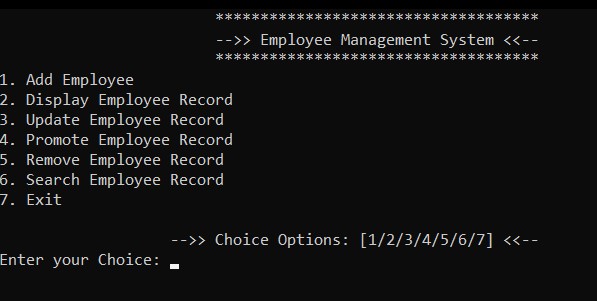 ************************************
-->> Employee Management System <<--
************************************
1. Add Employee
2. Display Employee Record
3. Update Employee Record
4. Promote Employee Record
5. Remove Employee Record
6. Search Employee Record
7. Exit
-->> Choice Options: [1/2/3/4/5/6/7] <<--
Enter your Choice: